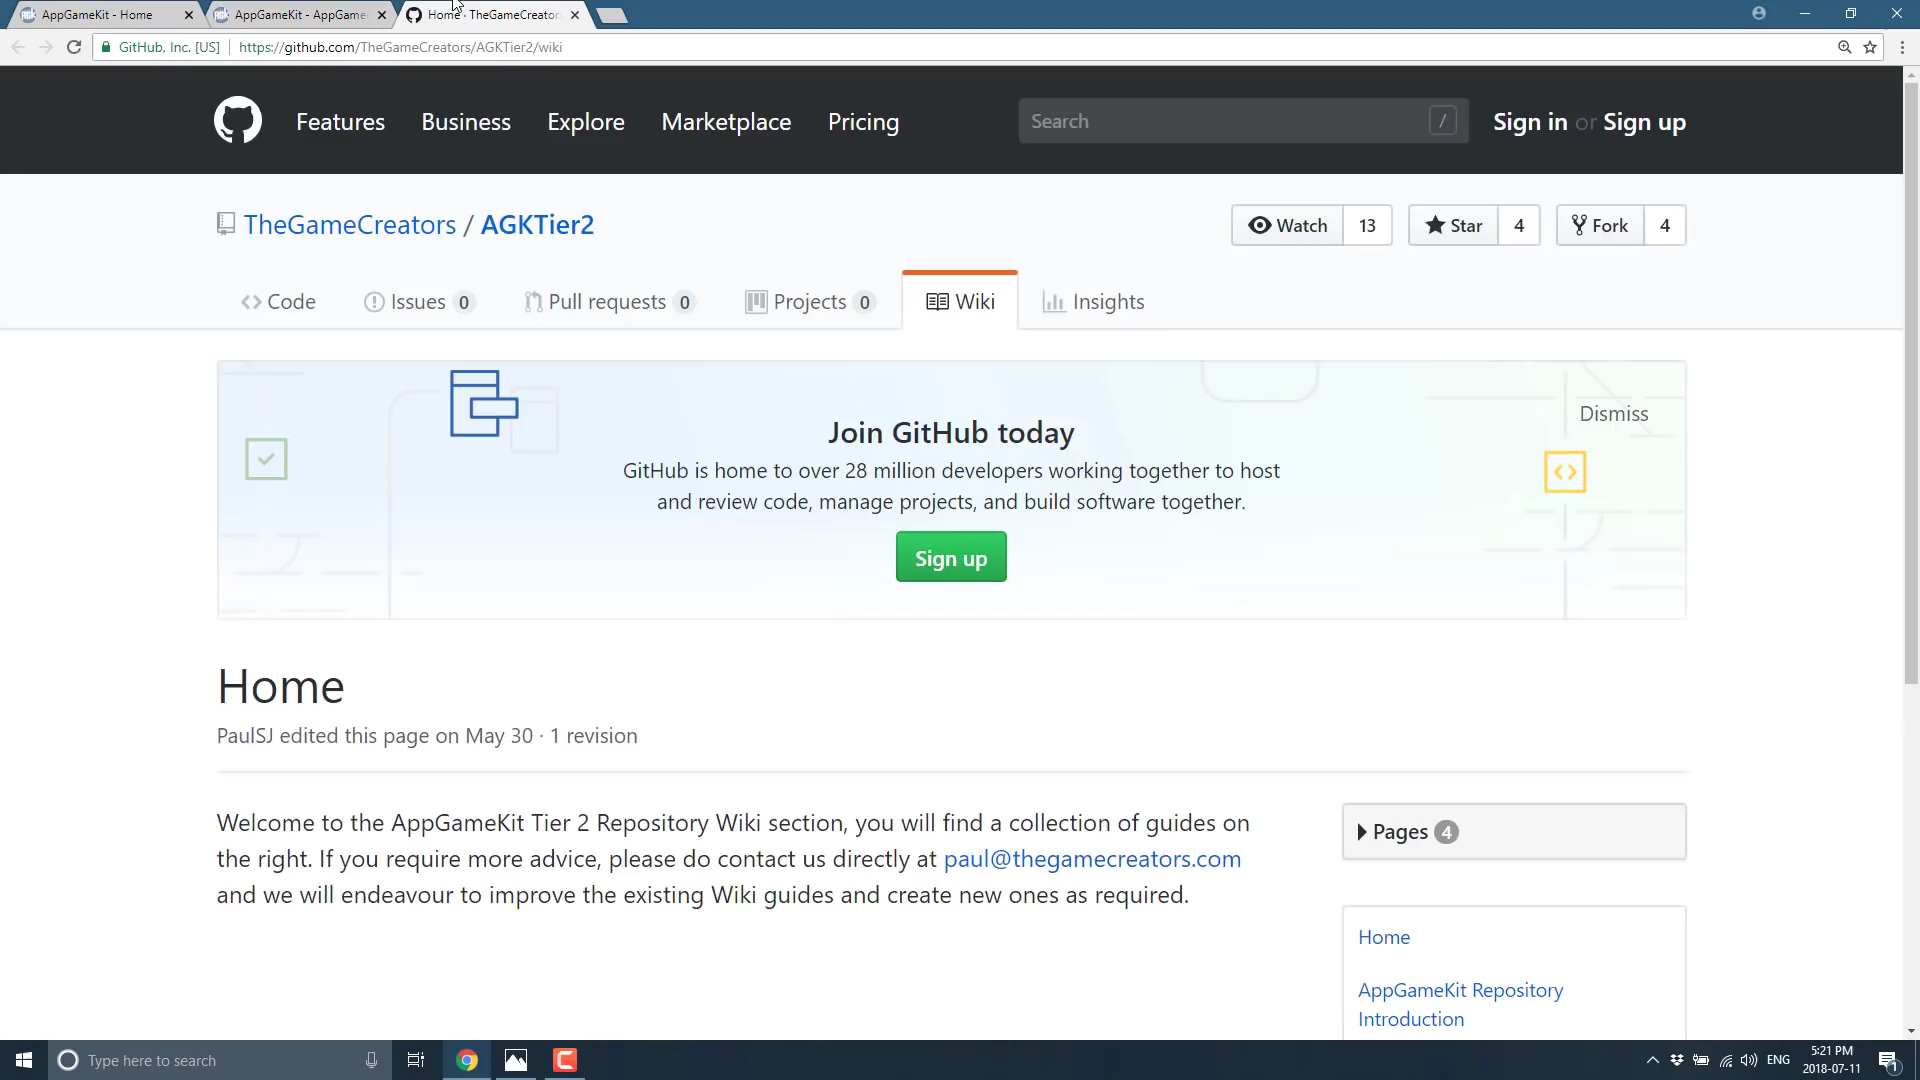 AppGameKit - Home
AppGameKit - AppGame
Home · TheGameCreators
GitHub, Inc. [US]
https://github.com/TheGameCreators/AGKTier2/wiki
Features Business Explore Marketplace Pricing
Search /
Sign in or Sign up
TheGameCreators / AGKTier2
Watch 13
Star 4
Fork 4
Code
Issues 0
Pull requests 0
Projects 0
Wiki
Insights
Join GitHub today
Dismiss
GitHub is home to over 28 million developers working together to host
and review code, manage projects, and build software together.
Sign up
Home
PaulSJ edited this page on May 30 · 1 revision
Welcome to the AppGameKit Tier 2 Repository Wiki section, you will find a collection of guides on
the right. If you require more advice, please do contact us directly at paul@thegamecreators.com
and we will endeavour to improve the existing Wiki guides and create new ones as required.
Pages 4
Home
AppGameKit Repository
Introduction
Type here to search
ENG
5:21 PM
2018-07-11
1